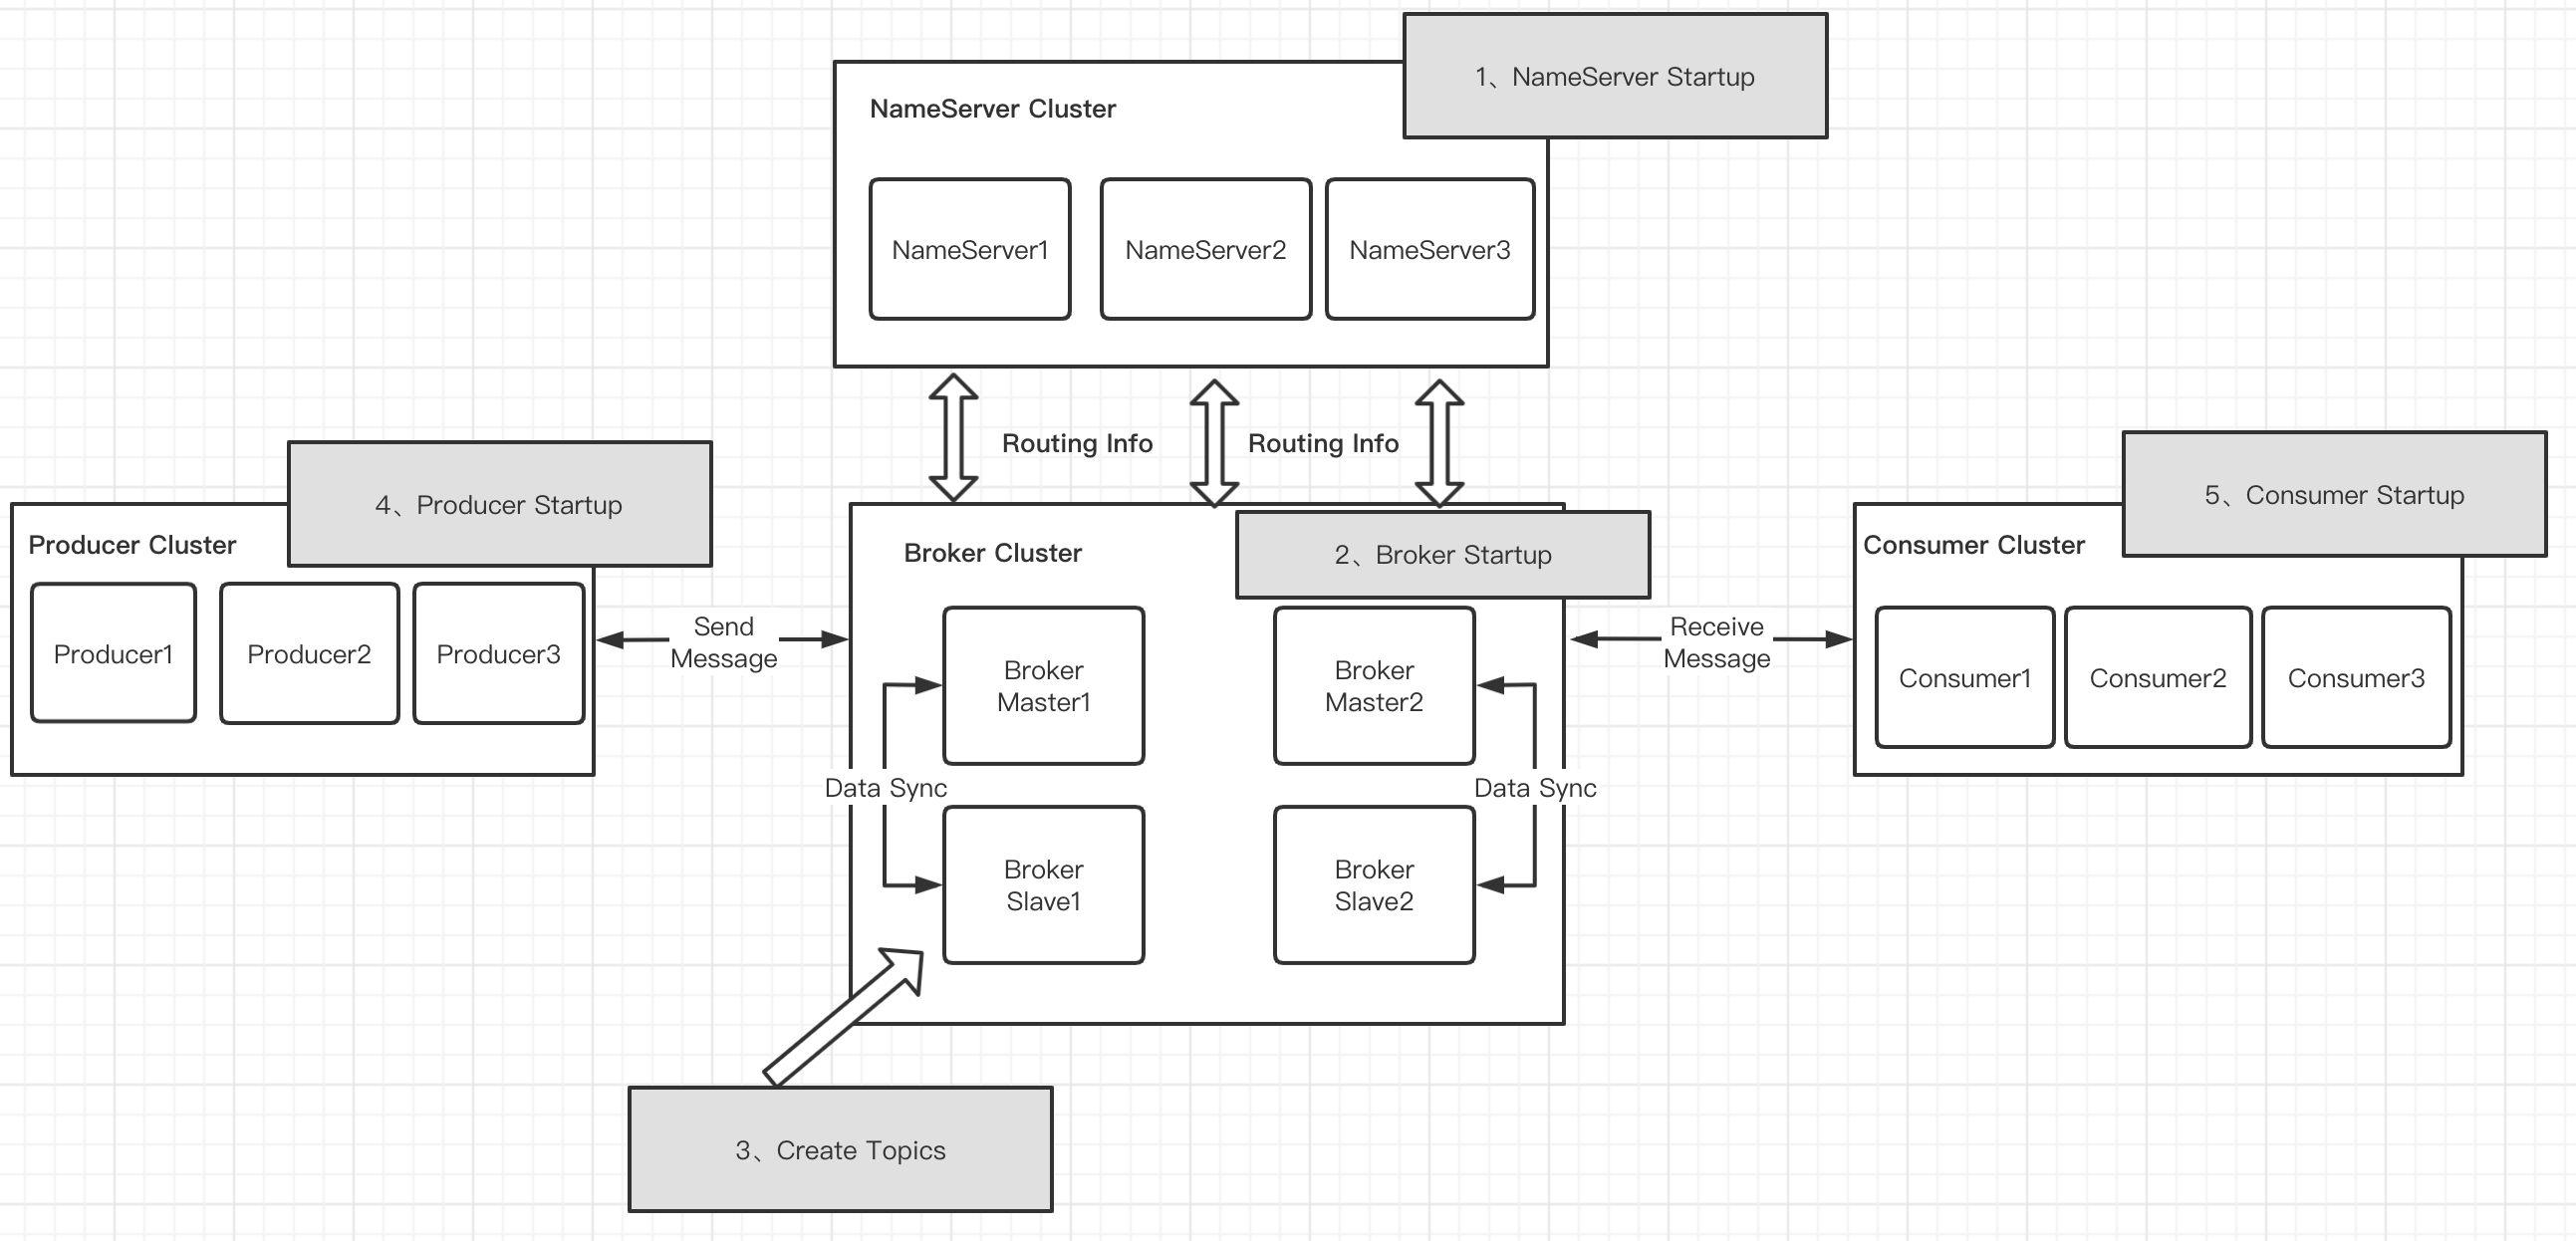 1、NameServer Startup
NameServer Cluster
NameServer1
NameServer2
NameServer3
Routing Info
Routing Info
4、Producer Startup
Producer Cluster
Producer1
Producer2
Producer3
Send
Message
2、Broker Startup
Broker Cluster
Broker
Master1
Broker
Master2
Data Sync
Data Sync
Broker
Slave1
Broker
Slave2
Receive
Message
5、Consumer Startup
Consumer Cluster
Consumer1
Consumer2
Consumer3
3、Create Topics